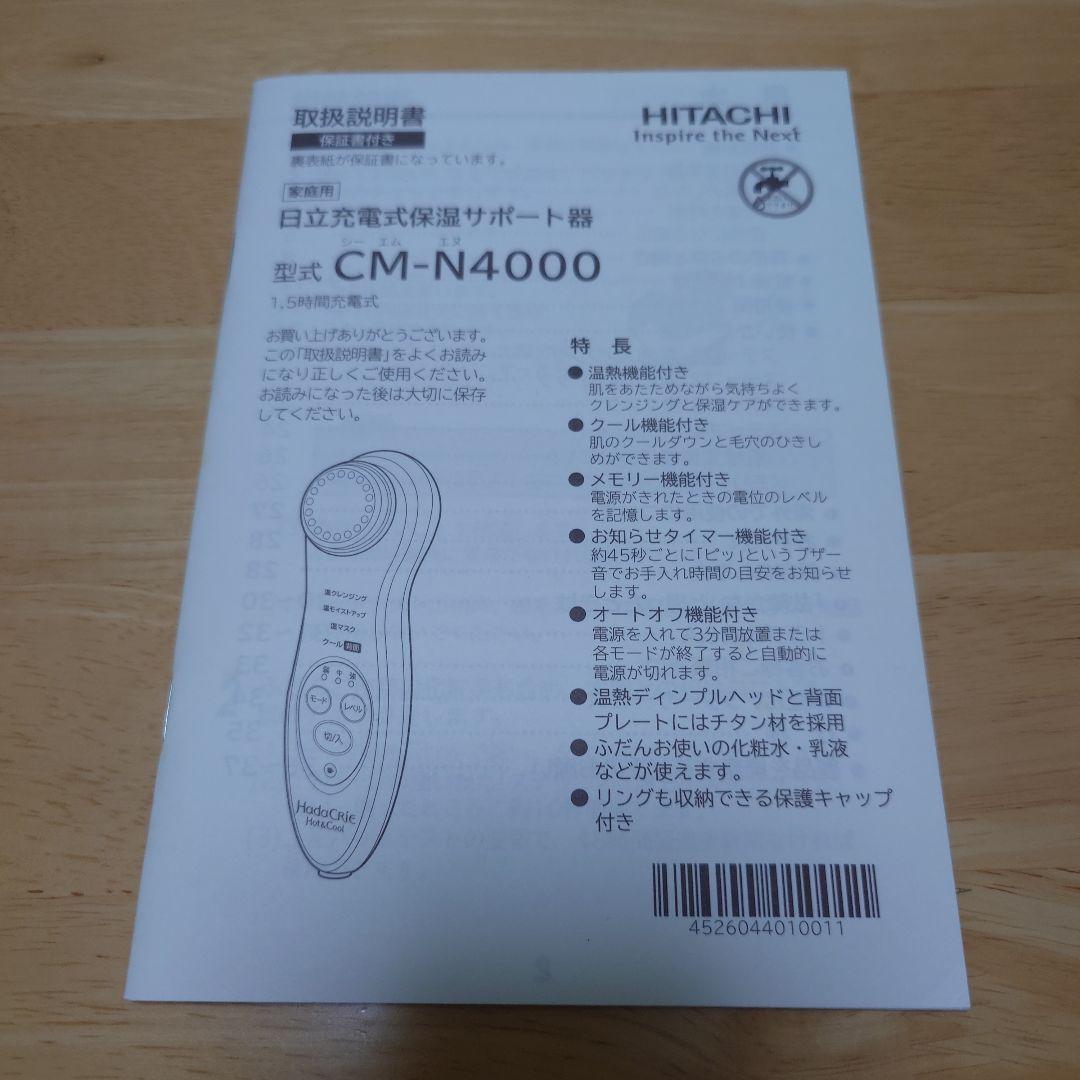 取扱説明書
保証書付き
裏表紙が保証書になっています。
HITACHI
Inspire the Next
家庭用
日立充電式保湿サポート器
シー エム エヌ
型式 CM-N4000
1.5時間充電式
お買い上げありがとうございます。
この「取扱説明書」をよくお読み
になり正しくご使用ください。
お読みになった後は大切に保存
してください。
特 長
● 温熱機能付き
肌をあたためながら気持ちよく
クレンジングと保湿ケアができます。
● クール機能付き
肌のクールダウンと毛穴のひきし
めができます。
● メモリー機能付き
電源がきれたときの電位のレベル
を記憶します。
● お知らせタイマー機能付き
約45秒ごとに「ピッ」というブザー
音でお手入れ時間の目安をお知らせ
します。
● オートオフ機能付き
電源を入れて3分間放置または
各モードが終了すると自動的に
電源が切れます。
● 温熱ディンプルヘッドと背面
プレートにはチタン材を採用
● ふだんお使いの化粧水・乳液
などが使えます。
● リングも収納できる保護キャップ
付き
温クレンジング
温モイストアップ
温マスク
クール 背面
弱 中 強
モード
レベル
切/入
HadaCRiE
Hot&Cool
4526044010011